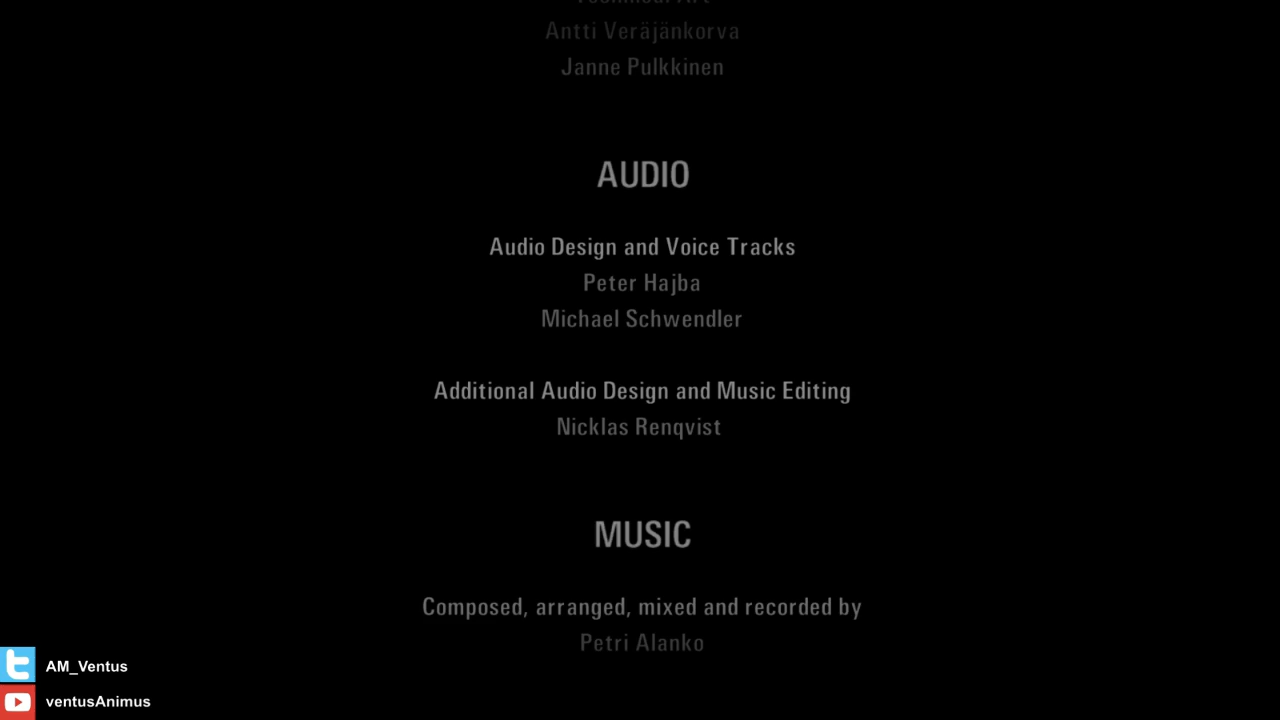 Antti Veräjänkorva
Janne Pulkkinen
AUDIO
Audio Design and Voice Tracks
Peter Hajba
Michael Schwendler
Additional Audio Design and Music Editing
Nicklas Renqvist
MUSIC
Composed, arranged, mixed and recorded by
Petri Alanko
AM_Ventus
ventusAnimus